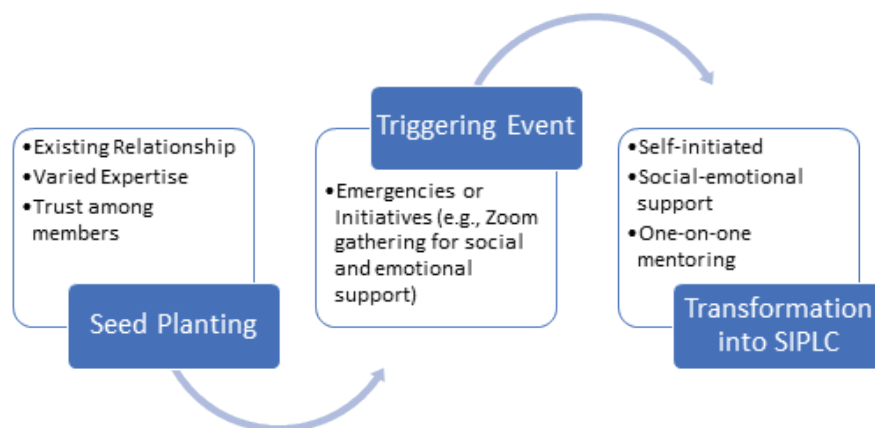 •Existing Relationship
•Varied Expertise
•Trust among
members
Seed Planting
Triggering Event
•Emergencies or
Initiatives (e.g., Zoom
gathering for social
and emotional
support)
•Self-initiated
•Social-emotional
support
•One-on-one
mentoring
Transformation
into SIPLC